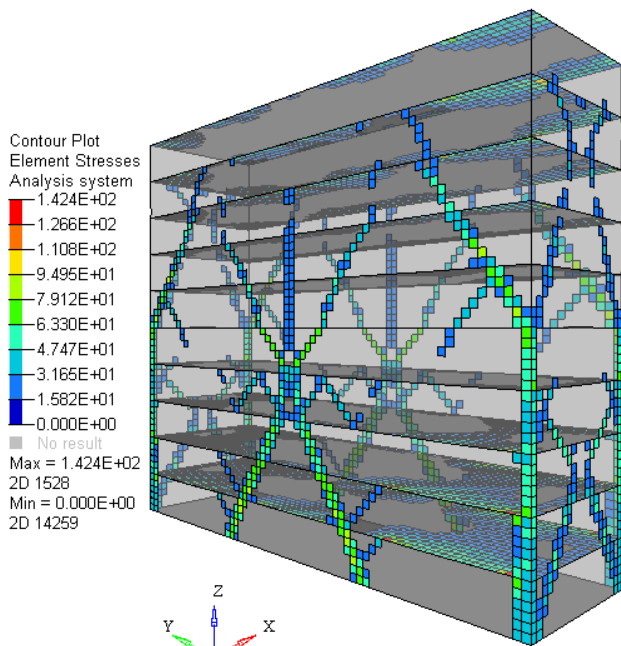 Contour Plot
Element Stresses
Analysis system
1.424E+02
1.266E+02
1.108E+02
9.495E+01
7.912E+01
6.330E+01
4.747E+01
3.165E+01
1.582E+01
0.000E+00
No result
Max = 1.424E+02
2D 1528
Min = 0.000E+00
2D 14259
Z
Y X